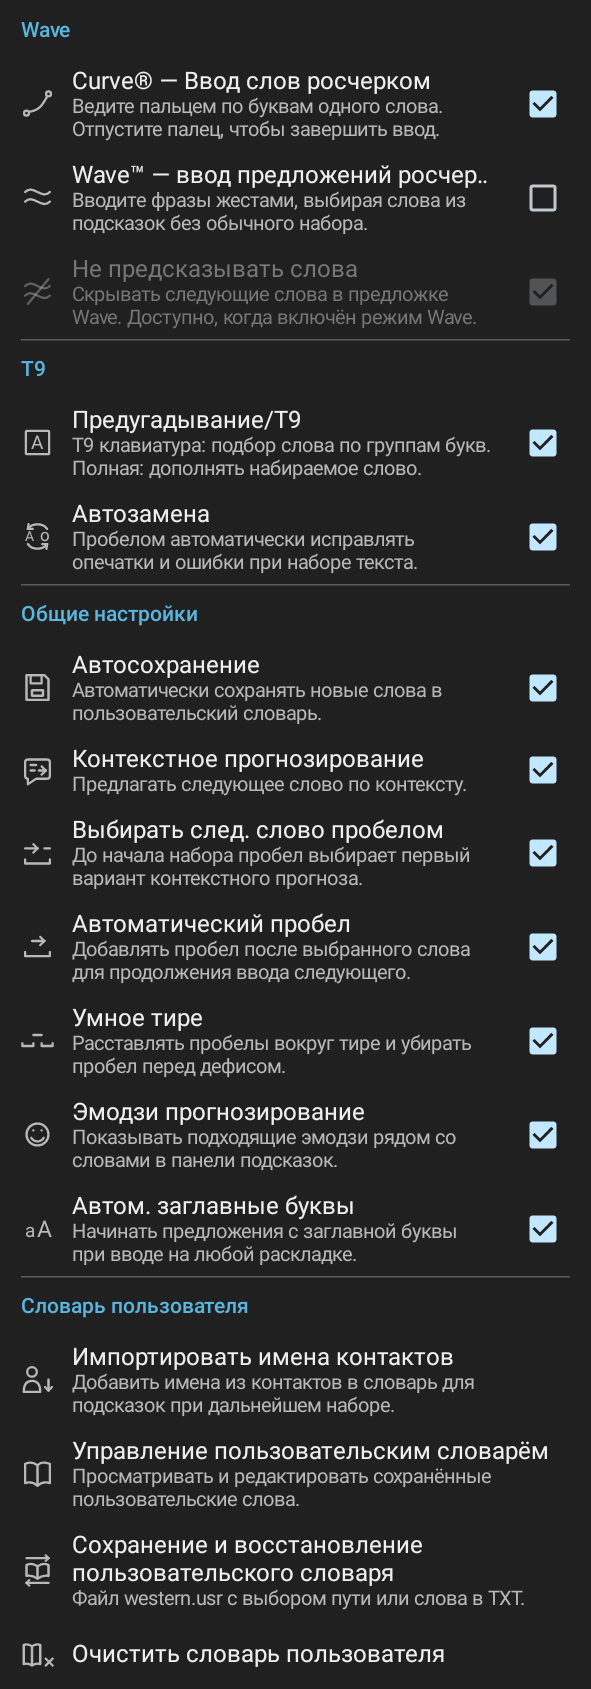 Wave
Curve® — Ввод слов росчерком
Ведите пальцем по буквам одного слова.
Отпустите палец, чтобы завершить ввод.
Wave™ — ввод предложений росчер..
Вводите фразы жестами, выбирая слова из
подсказок без обычного набора.
Не предсказывать слова
Скрывать следующие слова в предложке
Wave. Доступно, когда включён режим Wave.
T9
Предугадывание/T9
T9 клавиатура: подбор слова по группам букв.
Полная: дополнять набираемое слово.
Автозамена
Пробелом автоматически исправлять
опечатки и ошибки при наборе текста.
Общие настройки
Автосохранение
Автоматически сохранять новые слова в
пользовательский словарь.
Контекстное прогнозирование
Предлагать следующее слово по контексту.
Выбирать след. слово пробелом
До начала набора пробел выбирает первый
вариант контекстного прогноза.
Автоматический пробел
Добавлять пробел после выбранного слова
для продолжения ввода следующего.
Умное тире
Расставлять пробелы вокруг тире и убирать
пробел перед дефисом.
Эмодзи прогнозирование
Показывать подходящие эмодзи рядом со
словами в панели подсказок.
Автом. заглавные буквы
Начинать предложения с заглавной буквы
при вводе на любой раскладке.
Словарь пользователя
Импортировать имена контактов
Добавить имена из контактов в словарь для
подсказок при дальнейшем наборе.
Управление пользовательским словарём
Просматривать и редактировать сохранённые
пользовательские слова.
Сохранение и восстановление
пользовательского словаря
Файл western.usr с выбором пути или слова в TXT.
Очистить словарь пользователя